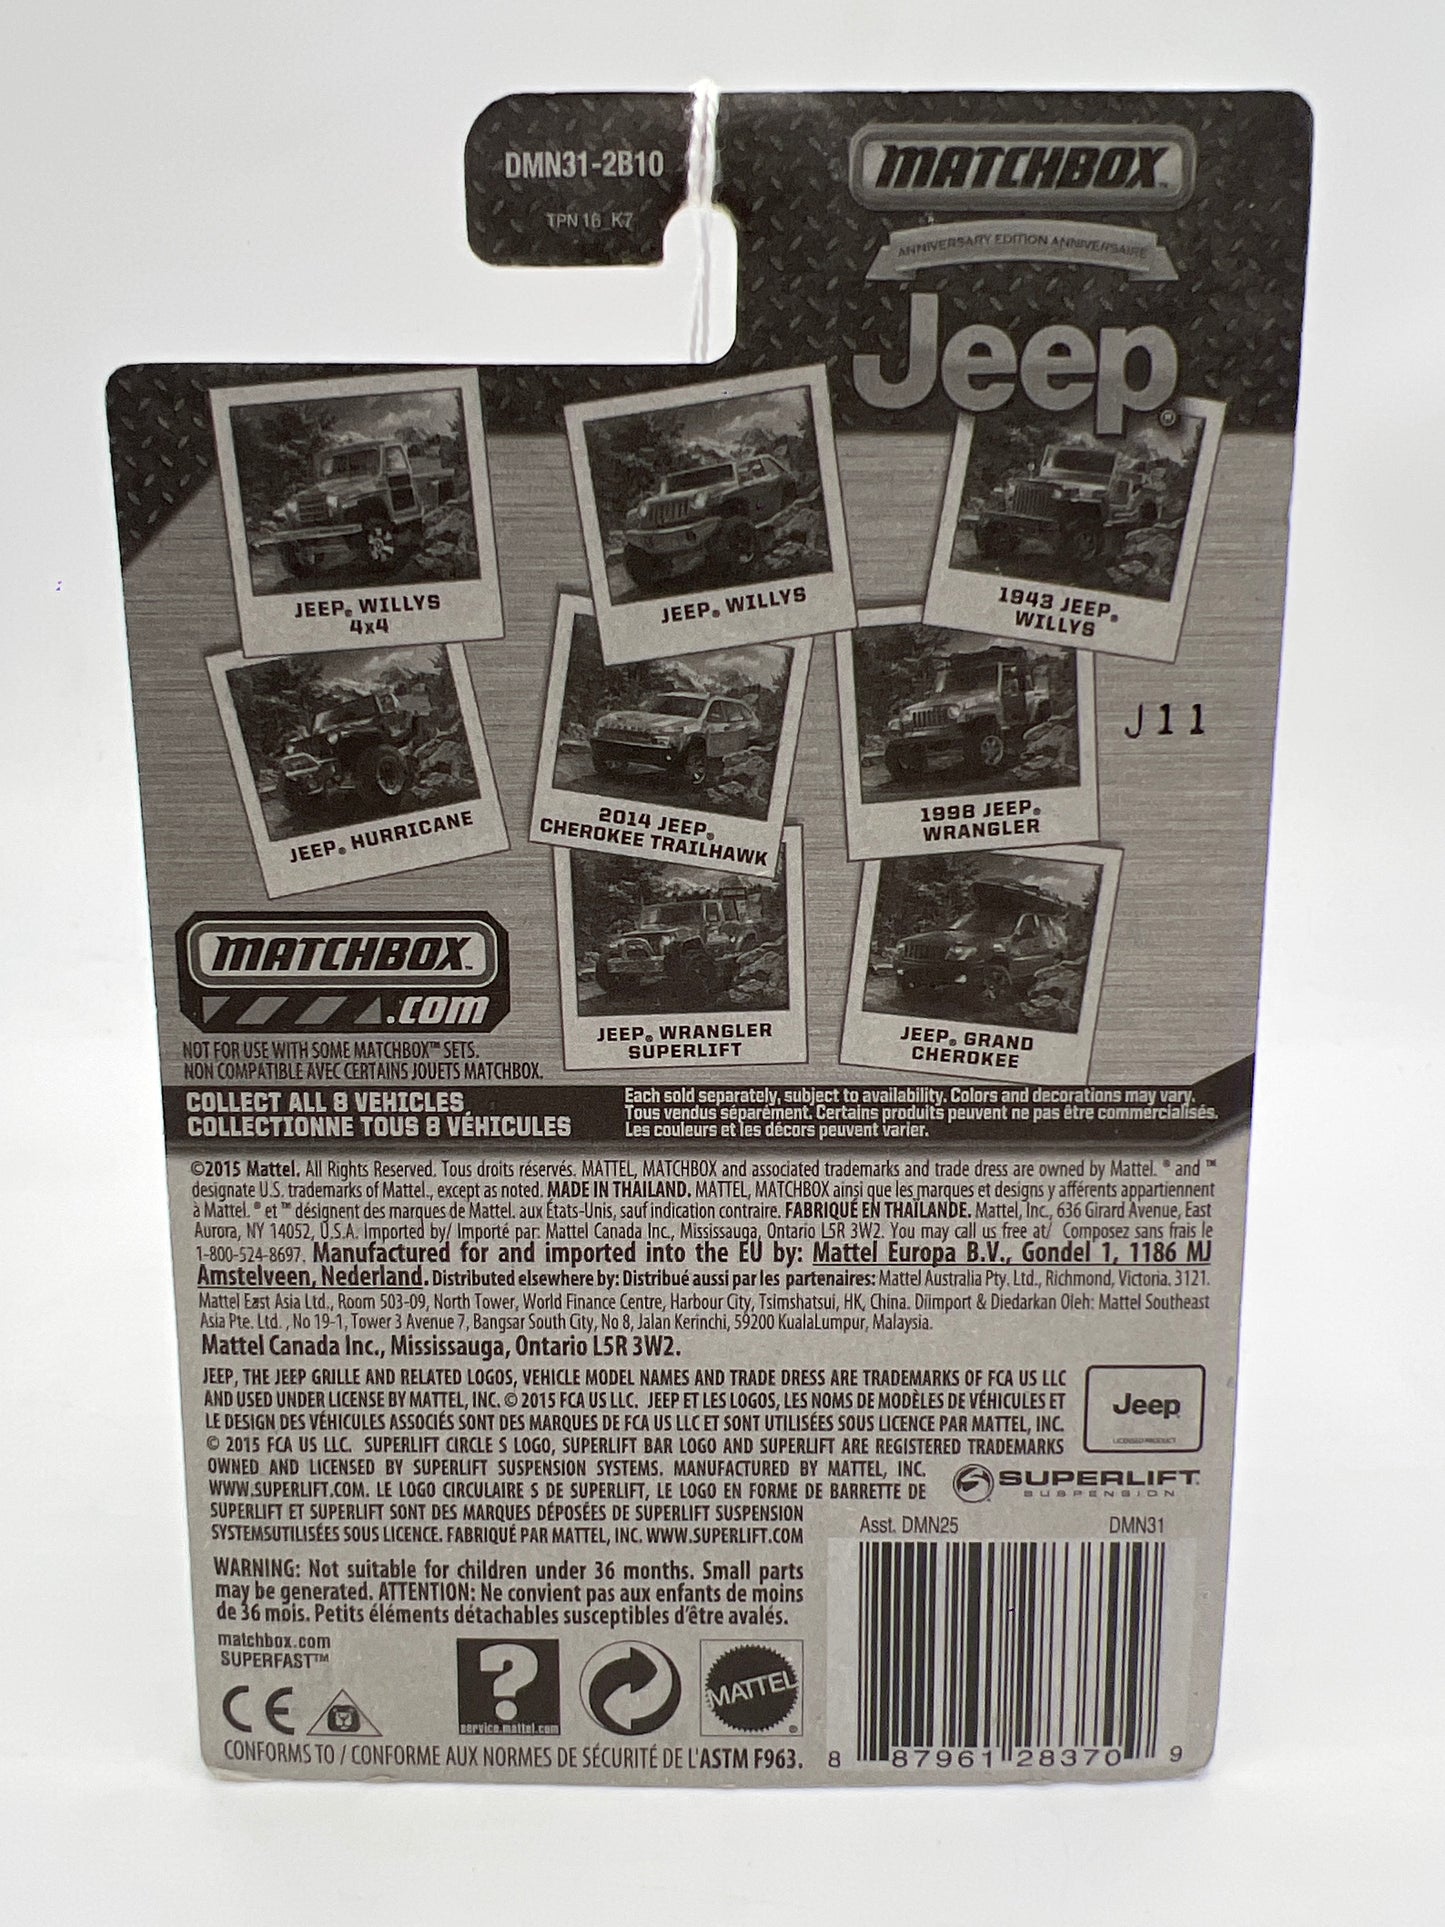 DMN31-2B10
TPN 16_K7
MATCHBOX™
ANNIVERSARY EDITION ANNIVERSAIRE
Jeep®
JEEP® WILLYS
4x4
JEEP® WILLYS
1943 JEEP®
WILLYS
JEEP® HURRICANE
2014 JEEP®
CHEROKEE TRAILHAWK
1998 JEEP®
WRANGLER
J11
JEEP® WRANGLER
SUPERLIFT
JEEP® GRAND
CHEROKEE
MATCHBOX™
.com
NOT FOR USE WITH SOME MATCHBOX™ SETS.
NON COMPATIBLE AVEC CERTAINS JOUETS MATCHBOX.
COLLECT ALL 8 VEHICLES
COLLECTIONNE TOUS 8 VÉHICULES
Each sold separately, subject to availability. Colors and decorations may vary.
Tous vendus séparément. Certains produits peuvent ne pas être commercialisés.
Les couleurs et les décors peuvent varier.
©2015 Mattel. All Rights Reserved. Tous droits réservés. MATTEL, MATCHBOX and associated trademarks and trade dress are owned by Mattel. ® and ™
designate U.S. trademarks of Mattel., except as noted. MADE IN THAILAND. MATTEL, MATCHBOX ainsi que les marques et designs y afférents appartiennent
à Mattel. ® et ™ désignent des marques de Mattel. aux États-Unis, sauf indication contraire. FABRIQUÉ EN THAÏLANDE. Mattel, Inc., 636 Girard Avenue, East
Aurora, NY 14052, U.S.A. Imported by/ Importé par: Mattel Canada Inc., Mississauga, Ontario L5R 3W2. You may call us free at/ Composez sans frais le
1-800-524-8697. Manufactured for and imported into the EU by: Mattel Europa B.V., Gondel 1, 1186 MJ
Amstelveen, Nederland. Distributed elsewhere by: Distribué aussi par les partenaires: Mattel Australia Pty. Ltd., Richmond, Victoria. 3121.
Mattel East Asia Ltd., Room 503-09, North Tower, World Finance Centre, Harbour City, Tsimshatsui, HK, China. Diimport & Diedarkan Oleh: Mattel Southeast
Asia Pte. Ltd. , No 19-1, Tower 3 Avenue 7, Bangsar South City, No 8, Jalan Kerinchi, 59200 KualaLumpur, Malaysia.
Mattel Canada Inc., Mississauga, Ontario L5R 3W2.
JEEP, THE JEEP GRILLE AND RELATED LOGOS, VEHICLE MODEL NAMES AND TRADE DRESS ARE TRADEMARKS OF FCA US LLC
AND USED UNDER LICENSE BY MATTEL, INC. © 2015 FCA US LLC. JEEP ET LES LOGOS, LES NOMS DE MODÈLES DE VÉHICULES ET
LE DESIGN DES VÉHICULES ASSOCIÉS SONT DES MARQUES DE FCA US LLC ET SONT UTILISÉES SOUS LICENCE PAR MATTEL, INC.
© 2015 FCA US LLC. SUPERLIFT CIRCLE S LOGO, SUPERLIFT BAR LOGO AND SUPERLIFT ARE REGISTERED TRADEMARKS
OWNED AND LICENSED BY SUPERLIFT SUSPENSION SYSTEMS. MANUFACTURED BY MATTEL, INC.
WWW.SUPERLIFT.COM. LE LOGO CIRCULAIRE S DE SUPERLIFT, LE LOGO EN FORME DE BARRETTE DE
SUPERLIFT ET SUPERLIFT SONT DES MARQUES DÉPOSÉES DE SUPERLIFT SUSPENSION
SYSTEMSUTILISÉES SOUS LICENCE. FABRIQUÉ PAR MATTEL, INC. WWW.SUPERLIFT.COM
Jeep®
LICENSED PRODUCT
SUPERLIFT
SUSPENSION
Asst. DMN25 DMN31
WARNING: Not suitable for children under 36 months. Small parts
may be generated. ATTENTION: Ne convient pas aux enfants de moins
de 36 mois. Petits éléments détachables susceptibles d'être avalés.
matchbox.com
SUPERFAST™
CE
?
service.mattel.com
MATTEL®
CONFORMS TO / CONFORME AUX NORMES DE SÉCURITÉ DE L'ASTM F963.
8 87961 28370 9